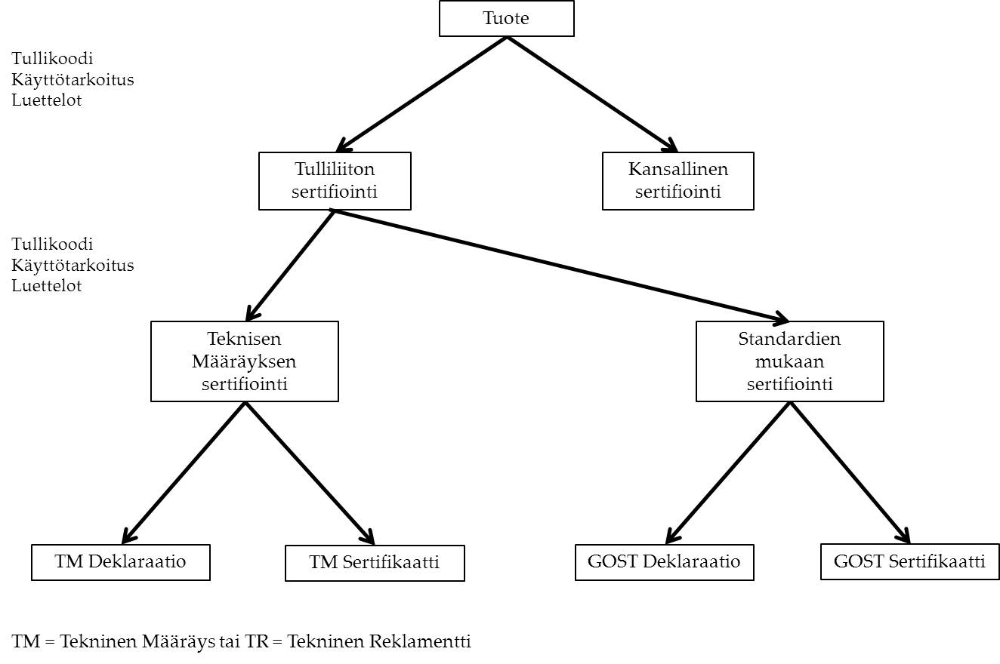 Tuote
Tullikoodi
Käyttötarkoitus
Luettelot
Tulliliiton
sertifiointi
Kansallinen
sertifiointi
Tullikoodi
Käyttötarkoitus
Luettelot
Teknisen
Määräyksen
sertifiointi
Standardien
mukaan
sertifiointi
TM Deklaraatio
TM Sertifikaatti
GOST Deklaraatio
GOST Sertifikaatti
TM = Tekninen Määräys tai TR = Tekninen Reklamentti